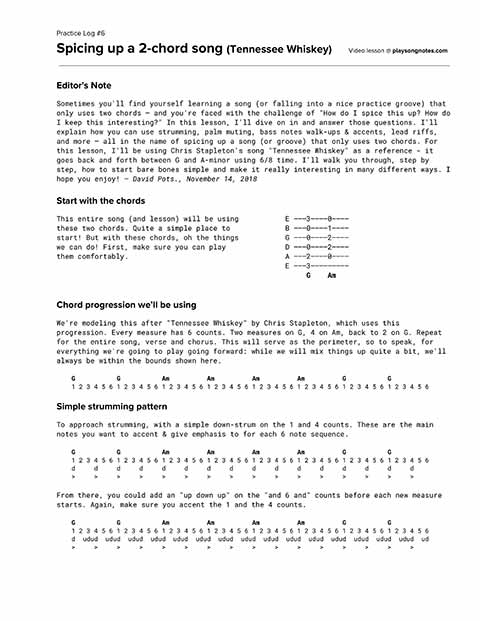 Practice Log #6
Spicing up a 2-chord song (Tennessee Whiskey)
Video lesson @ playsongnotes.com
Editor's Note
Sometimes you'll find yourself learning a song (or falling into a nice practice groove) that
only uses two chords — and you're faced with the challenge of "How do I spice this up? How do
I keep this interesting?" In this lesson, I'll dive on in and answer those questions. I'll
explain how you can use strumming, palm muting, bass notes walk-ups & accents, lead riffs,
and more — all in the name of spicing up a song (or groove) that only uses two chords. For
this lesson, I'll be using Chris Stapleton's song "Tennessee Whiskey" as a reference - it
goes back and forth between G and A-minor using 6/8 time. I'll walk you through, step by
step, how to start bare bones simple and make it really interesting in many different ways. I
hope you enjoy! — David Pots, November 14, 2018
Start with the chords
This entire song (and lesson) will be using
these two chords. Quite a simple place to
start! But with these chords, oh the things
we can do! First, make sure you can play
them comfortably.
E ---3----0----
B ---0----1----
G ---0----2----
D ---0----2----
A ---2----0----
E ---3---------
G Am
Chord progression we'll be using
We're modeling this after "Tennessee Whiskey" by Chris Stapleton, which uses this
progression. Every measure has 6 counts. Two measures on G, 4 on Am, back to 2 on G. Repeat
for the entire song, verse and chorus. This will serve as the perimeter, so to speak, for
everything we're going to play going forward: while we will mix things up quite a bit, we'll
always be within the bounds shown here.
G G Am Am Am Am G G
1 2 3 4 5 6 1 2 3 4 5 6 1 2 3 4 5 6 1 2 3 4 5 6 1 2 3 4 5 6 1 2 3 4 5 6 1 2 3 4 5 6 1 2 3 4 5 6
Simple strumming pattern
To approach strumming, with a simple down-strum on the 1 and 4 counts. These are the main
notes you want to accent & give emphasis to for each 6 note sequence.
G G Am Am Am Am G G
1 2 3 4 5 6 1 2 3 4 5 6 1 2 3 4 5 6 1 2 3 4 5 6 1 2 3 4 5 6 1 2 3 4 5 6 1 2 3 4 5 6 1 2 3 4 5 6
d d d d d d d d d d d d d d d d
> > > > > > > > > > > > > > > >
From there, you could add an "up down up" on the "and 6 and" counts before each new measure
starts. Again, make sure you accent the 1 and the 4 counts.
G G Am Am Am Am G G
1 2 3 4 5 6 1 2 3 4 5 6 1 2 3 4 5 6 1 2 3 4 5 6 1 2 3 4 5 6 1 2 3 4 5 6 1 2 3 4 5 6 1 2 3 4 5 6
d udud udud udud udud udud udud udud udud udud udud udud udud udud udud udud ud
> > > > > > > > > > > > > > > >